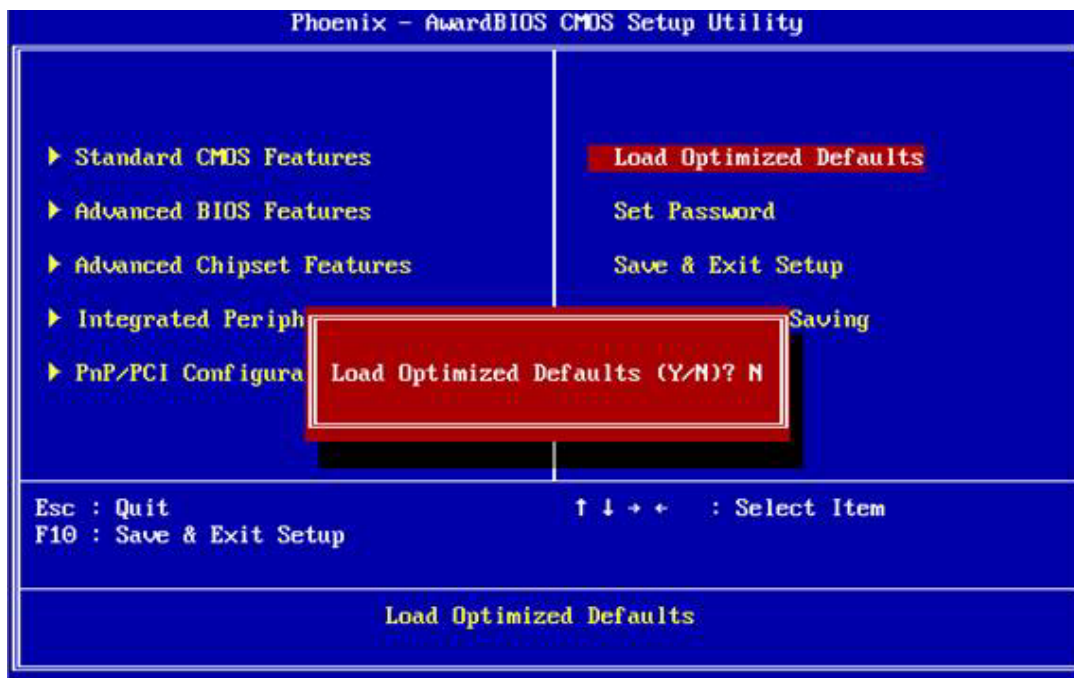 Phoenix - AwardBIOS CMOS Setup Utility
▶ Standard CMOS Features
▶ Advanced BIOS Features
▶ Advanced Chipset Features
▶ Integrated Periph
▶ PnP/PCI Configura
Load Optimized Defaults
Set Password
Save & Exit Setup
Saving
Load Optimized Defaults (Y/N)? N
Esc : Quit
F10 : Save & Exit Setup
↑ ↓ → ← : Select Item
Load Optimized Defaults